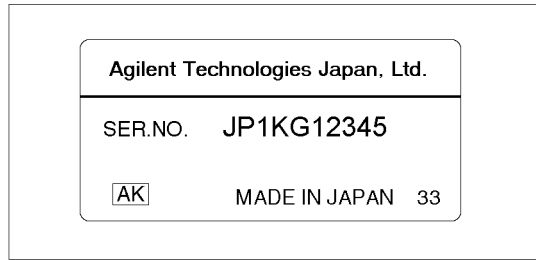 Agilent Technologies Japan, Ltd.
SER.NO. JP1KG12345
AK MADE IN JAPAN 33